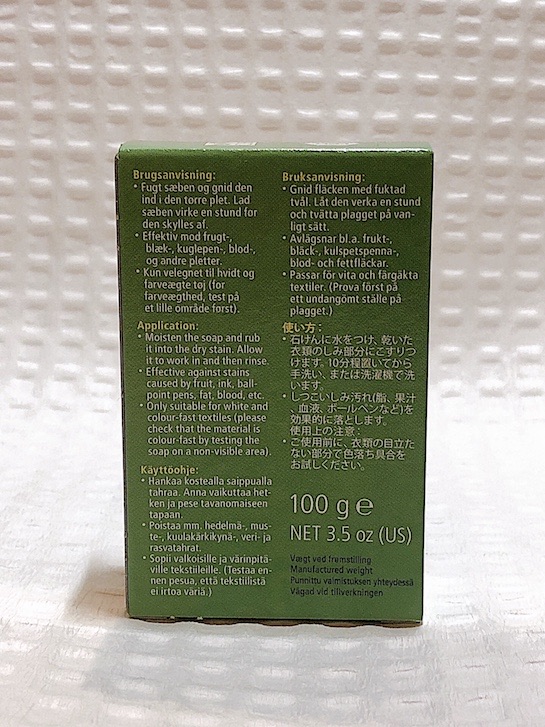 Brugsanvisning:
• Fugt sæben og gnid den
ind i den tørre plet. Lad
sæben virke en stund før
den skylles af.
• Effektiv mod frugt-,
blæk-, kuglepen-, blod-,
og andre pletter.
• Kun velegnet til hvidt og
farveægte tøj (for
farveægthed, test på
et lille område først).
Application:
• Moisten the soap and rub
it into the dry stain. Allow
it to work in and then rinse.
• Effective against stains
caused by fruit, ink, ball-
point pens, fat, blood, etc.
• Only suitable for white and
colour-fast textiles (please
check that the material is
colour-fast by testing the
soap on a non-visible area).
Käyttöohje:
• Hankaa kostealla saippualla
tahraa. Anna vaikuttaa het-
ken ja pese tavanomaiseen
tapaan.
• Poistaa mm. hedelmä-, mus-
te-, kuulakärkikynä-, veri- ja
rasvatahrat.
• Sopii valkoisille ja värinpitä-
ville tekstiileille. (Testaa en-
nen pesua, että tekstiilistä
ei irtoa väriä.)
Bruksanvisning:
• Gnid fläcken med fuktad
tvål. Låt den verka en stund
och tvätta plagget på van-
ligt sätt.
• Avlägsnar bl.a. frukt-,
bläck-, kulspetspenna-,
blod- och fettfläckar.
• Passar för vita och färgäkta
textiler. (Prova först på
ett undangömt ställe på
plagget.)
使い方：
• 石けんに水をつけ、乾いた
衣類のしみ部分にこすりつ
けます。10分程置いてから
手洗い、または洗濯機で洗
います。
• しつこいしみ汚れ(脂、果汁
、血液、ボールペンなど)を
効果的に落とします。
使用上の注意：
• ご使用前に、衣類の目立た
ない部分で色落ち具合を
お試しください。
100 g e
NET 3.5 oz (US)
Vægt ved fremstilling
Manufactured weight
Punnittu valmistuksen yhteydessä
Vägad vid tillverkningen